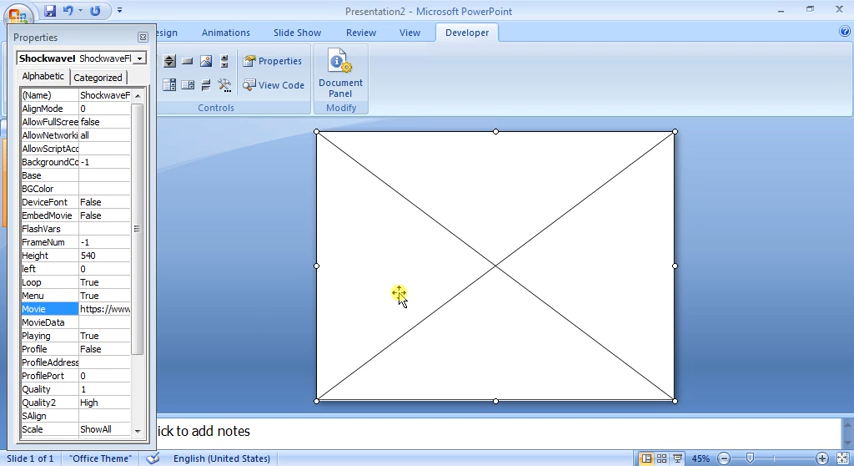 Presentation2 - Microsoft PowerPoint
Properties
esign Animations Slide Show Review View Developer
ShockwaveF ShockwaveFl
Alphabetic Categorized
Properties
View Code
Document
Panel
Controls Modify
(Name) ShockwaveF
AlignMode 0
AllowFullScree false
AllowNetworki all
AllowScriptAcc
BackgroundCo -1
Base
BGColor
DeviceFont False
EmbedMovie False
FlashVars
FrameNum -1
Height 540
left 0
Loop True
Menu True
Movie https://www
MovieData
Playing True
Profile False
ProfileAddress
ProfilePort 0
Quality 1
Quality2 High
SAlign
Scale ShowAll
ick to add notes
Slide 1 of 1 "Office Theme" English (United States) 45%